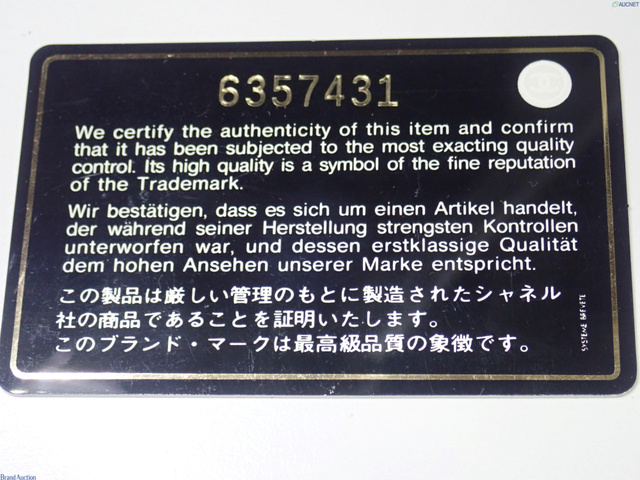 AUCNET
6357431
We certify the authenticity of this item and confirm
that it has been subjected to the most exacting quality
control. Its high quality is a symbol of the fine reputation
of the Trademark.
Wir bestätigen, dass es sich um einen Artikel handelt,
der während seiner Herstellung strengsten Kontrollen
unterworfen war, und dessen erstklassige Qualität
dem hohen Ansehen unserer Marke entspricht.
この製品は厳しい管理のもとに製造されたシャネル
社の商品であることを証明いたします。
このブランド・マークは最高級品質の象徴です。
SYSTEME BREVETE
Brand Auction